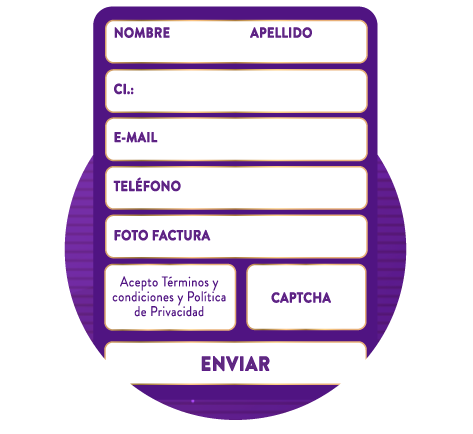 NOMBRE APELLIDO
CI.:
E-MAIL
TELÉFONO
FOTO FACTURA
Acepto Términos y
condiciones y Política
de Privacidad
CAPTCHA
ENVIAR